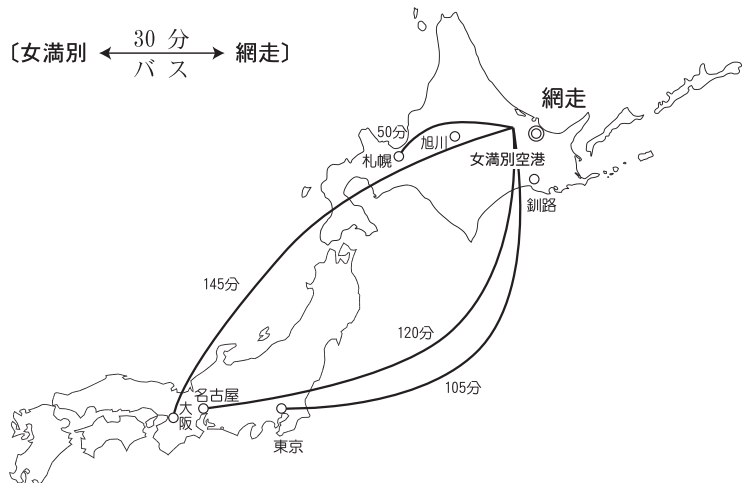 〔女満別 30 分 網走〕
バ ス
網走
50分
旭川
札幌
女満別空港
釧路
145分
120分
105分
名古屋
大阪
東京